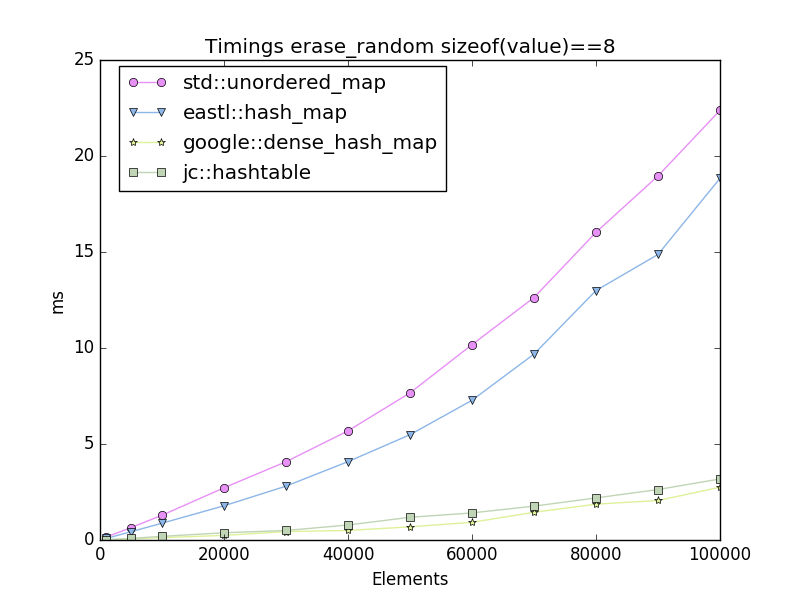 Timings erase_random sizeof(value)==8
25
std::unordered_map
eastl::hash_map
google::dense_hash_map
jc::hashtable
20
15
ms
10
5
0
0 20000 40000 60000 80000 100000
Elements